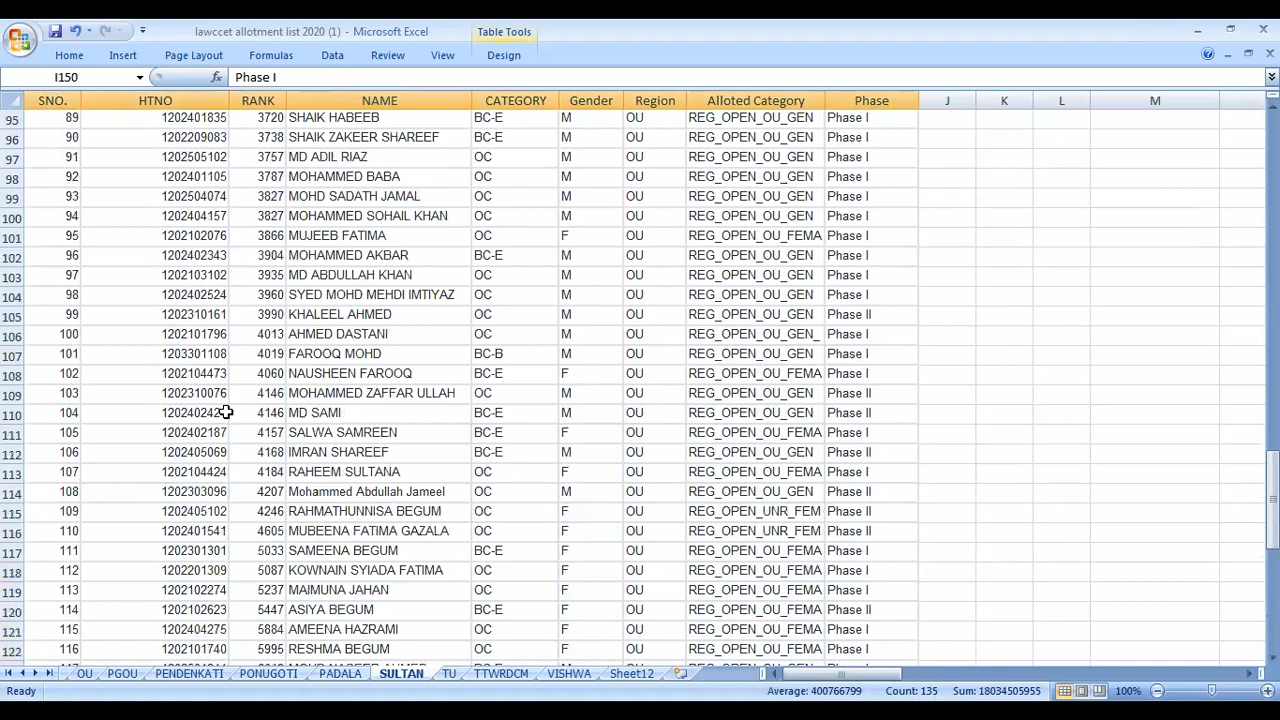 lawccet allotment list 2020 (1) - Microsoft Excel Table Tools
Home Insert Page Layout Formulas Data Review View Design
I150 fx Phase I
SNO. HTNO RANK NAME CATEGORY Gender Region Alloted Category Phase J K L M
95 89 1202401835 3720 SHAIK HABEEB BC-E M OU REG_OPEN_OU_GEN Phase I
96 90 1202209083 3738 SHAIK ZAKEER SHAREEF BC-E M OU REG_OPEN_OU_GEN Phase I
97 91 1202505102 3757 MD ADIL RIAZ OC M OU REG_OPEN_OU_GEN Phase I
98 92 1202401105 3787 MOHAMMED BABA OC M OU REG_OPEN_OU_GEN Phase I
99 93 1202504074 3827 MOHD SADATH JAMAL OC M OU REG_OPEN_OU_GEN Phase I
100 94 1202404157 3827 MOHAMMED SOHAIL KHAN OC M OU REG_OPEN_OU_GEN Phase I
101 95 1202102076 3866 MUJEEB FATIMA OC F OU REG_OPEN_OU_FEMA Phase I
102 96 1202402343 3904 MOHAMMED AKBAR BC-E M OU REG_OPEN_OU_GEN Phase I
103 97 1202103102 3935 MD ABDULLAH KHAN OC M OU REG_OPEN_OU_GEN Phase I
104 98 1202402524 3960 SYED MOHD MEHDI IMTIYAZ OC M OU REG_OPEN_OU_GEN Phase I
105 99 1202310161 3990 KHALEEL AHMED OC M OU REG_OPEN_OU_GEN Phase II
106 100 1202101796 4013 AHMED DASTANI OC M OU REG_OPEN_OU_GEN_ Phase I
107 101 1203301108 4019 FAROOQ MOHD BC-B M OU REG_OPEN_OU_GEN Phase I
108 102 1202104473 4060 NAUSHEEN FAROOQ BC-E F OU REG_OPEN_OU_FEMA Phase I
109 103 1202310076 4146 MOHAMMED ZAFFAR ULLAH OC M OU REG_OPEN_OU_GEN Phase II
110 104 4146 MD SAMI BC-E M OU REG_OPEN_OU_GEN Phase II
111 105 1202402187 4157 SALWA SAMREEN BC-E F OU REG_OPEN_OU_FEMA Phase I
112 106 1202405069 4168 IMRAN SHAREEF BC-E M OU REG_OPEN_OU_GEN Phase I
113 107 1202104424 4184 RAHEEM SULTANA OC F OU REG_OPEN_OU_FEMA Phase I
114 108 1202303096 4207 Mohammed Abdullah Jameel OC M OU REG_OPEN_OU_GEN Phase II
115 109 1202405102 4246 RAHMATHUNNISA BEGUM OC F OU REG_OPEN_UNR_FEM Phase II
116 110 1202401541 4605 MUBEENA FATIMA GAZALA OC F OU REG_OPEN_UNR_FEM Phase II
117 111 1202301301 5033 SAMEENA BEGUM BC-E F OU REG_OPEN_OU_FEMA Phase I
118 112 1202201309 5087 KOWNAIN SYIADA FATIMA OC F OU REG_OPEN_OU_FEMA Phase I
119 113 1202102274 5237 MAIMUNA JAHAN OC F OU REG_OPEN_OU_FEMA Phase I
120 114 1202102623 5447 ASIYA BEGUM BC-E F OU REG_OPEN_OU_FEMA Phase II
121 115 1202404275 5884 AMEENA HAZRAMI OC F OU REG_OPEN_OU_FEMA Phase I
122 116 1202101740 5995 RESHMA BEGUM OC F OU REG_OPEN_OU_FEMA Phase I
OU PGOU PENDENKATI PONUGOTI PADALA SULTAN TU TTWRDCM VISHWA Sheet12
Ready Average: 400766799 Count: 135 Sum: 18034505955 100%